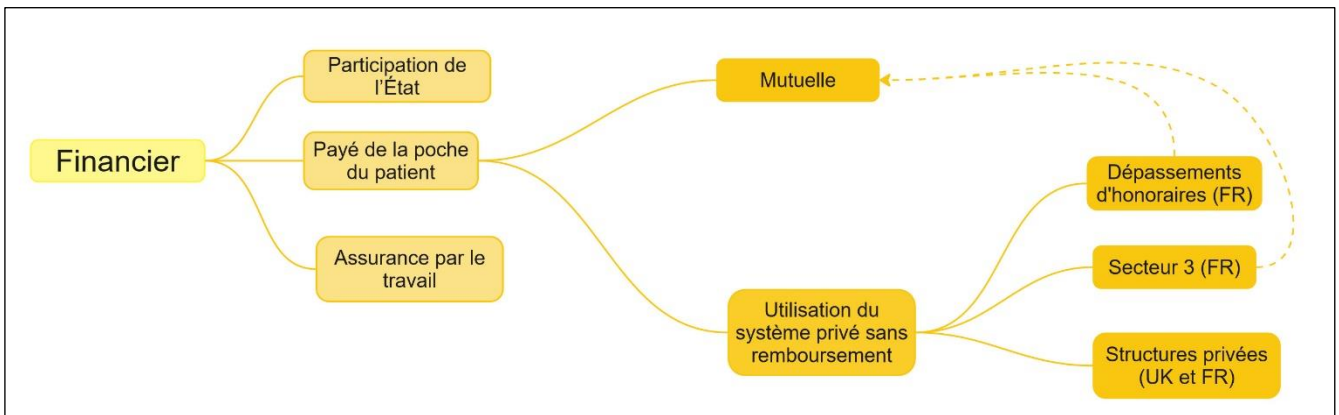 Financier
Participation de
l'État
Payé de la poche
du patient
Assurance par le
travail
Mutuelle
Utilisation du
système privé sans
remboursement
Dépassements
d'honoraires (FR)
Secteur 3 (FR)
Structures privées
(UK et FR)